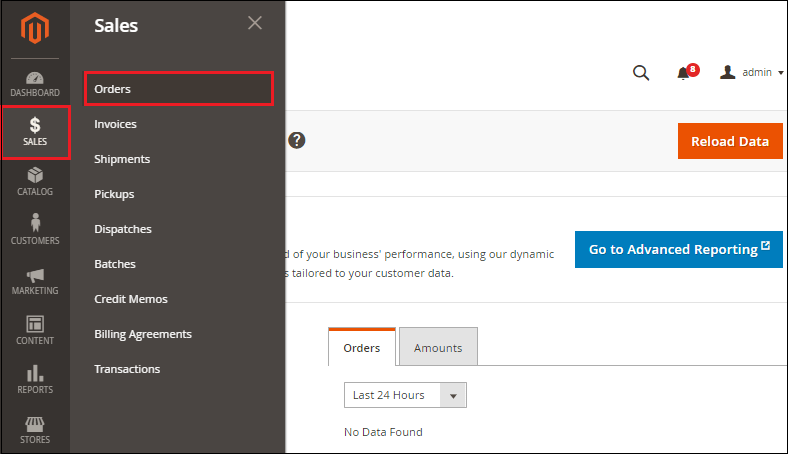 DASHBOARD
SALES
CATALOG
CUSTOMERS
MARKETING
CONTENT
REPORTS
STORES
Sales
Orders
Invoices
Shipments
Pickups
Dispatches
Batches
Credit Memos
Billing Agreements
Transactions
8
admin
?
Reload Data
d of your business' performance, using our dynamic
s tailored to your customer data.
Go to Advanced Reporting
Orders
Amounts
Last 24 Hours
No Data Found